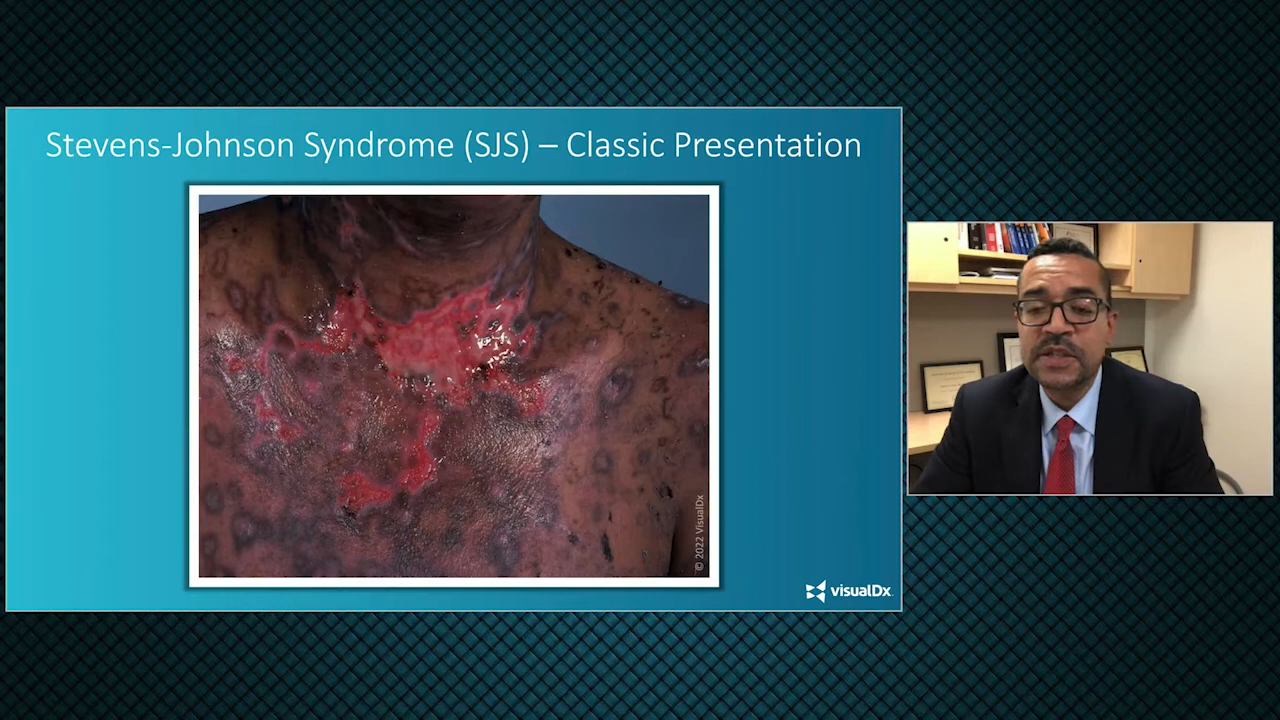 Stevens-Johnson Syndrome (SJS) – Classic Presentation
© 2022 VisualDx
visualDx